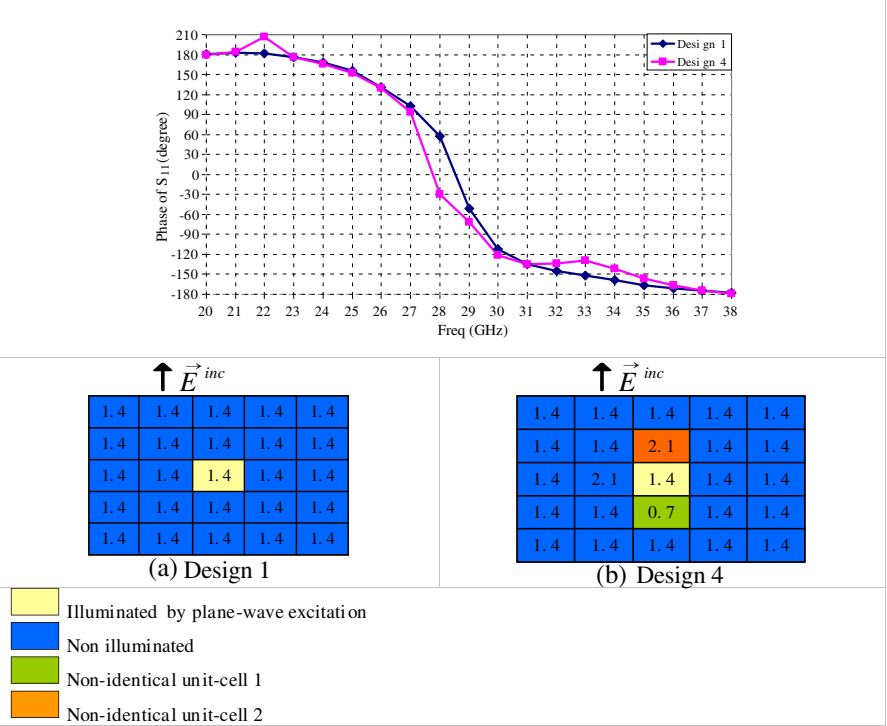 210
180
150
120
90
60
30
0
-30
-60
-90
-120
-150
-180
Phase of S11(degree)
20 21 22 23 24 25 26 27 28 29 30 31 32 33 34 35 36 37 38
Freq (GHz)
Desi gn 1
Desi gn 4
E inc
1. 4 1. 4 1. 4 1. 4 1. 4
1. 4 1. 4 1. 4 1. 4 1. 4
1. 4 1. 4 1. 4 1. 4 1. 4
1. 4 1. 4 1. 4 1. 4 1. 4
1. 4 1. 4 1. 4 1. 4 1. 4
(a) Design 1
E inc
1. 4 1. 4 1. 4 1. 4 1. 4
1. 4 1. 4 2. 1 1. 4 1. 4
1. 4 2. 1 1. 4 1. 4 1. 4
1. 4 1. 4 0. 7 1. 4 1. 4
1. 4 1. 4 1. 4 1. 4 1. 4
(b) Design 4
Illuminated by plane-wave excitation
Non illuminated
Non-identical unit-cell 1
Non-identical unit-cell 2